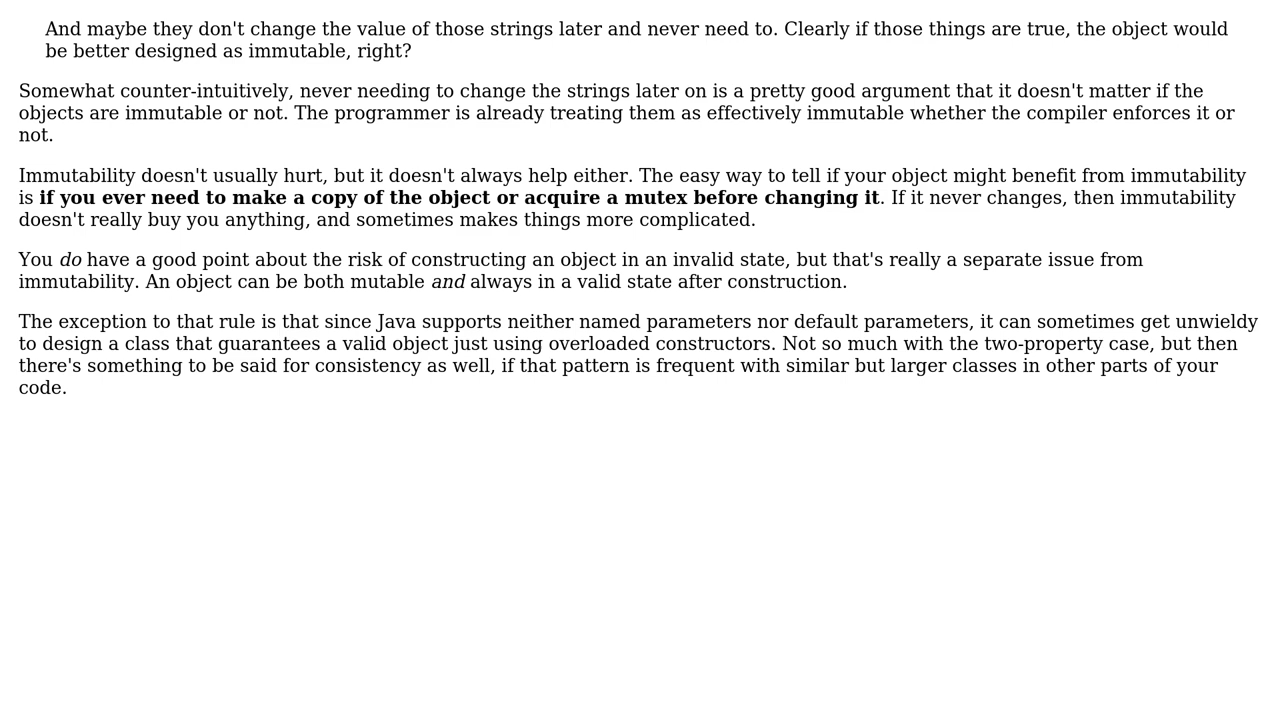 And maybe they don't change the value of those strings later and never need to. Clearly if those things are true, the object would
be better designed as immutable, right?
Somewhat counter-intuitively, never needing to change the strings later on is a pretty good argument that it doesn't matter if the
objects are immutable or not. The programmer is already treating them as effectively immutable whether the compiler enforces it or
not.
Immutability doesn't usually hurt, but it doesn't always help either. The easy way to tell if your object might benefit from immutability
is if you ever need to make a copy of the object or acquire a mutex before changing it. If it never changes, then immutability
doesn't really buy you anything, and sometimes makes things more complicated.
You do have a good point about the risk of constructing an object in an invalid state, but that's really a separate issue from
immutability. An object can be both mutable and always in a valid state after construction.
The exception to that rule is that since Java supports neither named parameters nor default parameters, it can sometimes get unwieldy
to design a class that guarantees a valid object just using overloaded constructors. Not so much with the two-property case, but then
there's something to be said for consistency as well, if that pattern is frequent with similar but larger classes in other parts of your
code.